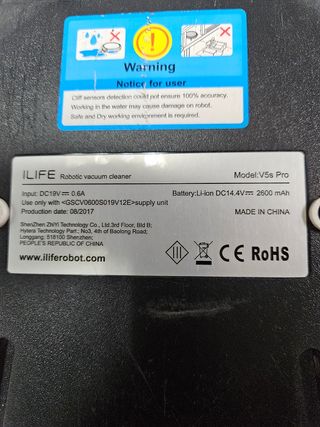 Warning
Notice for user
Cliff sensors detection could not ensure 100% accuracy.
Working in the water may cause damage on robot.
Safe and Dry working environment is required.
ILIFE Robotic vacuum cleaner Model:V5s Pro
Input: DC19V⎓0.6A Battery:Li-ion DC14.4V⎓2600 mAh
Use only with <GSCV0600S019V12E>supply unit
Production date: 08/2017 MADE IN CHINA
ShenZhen ZhiYi Technology Co., Ltd.3rd Floor, Bld B;
Hytera Technology Park I; No3, 4th of Baolong Road;
Longgang; 518100 Shenzhen;
PEOPLE'S REPUBLIC OF CHINA
www.iliferobot.com III CE RoHS